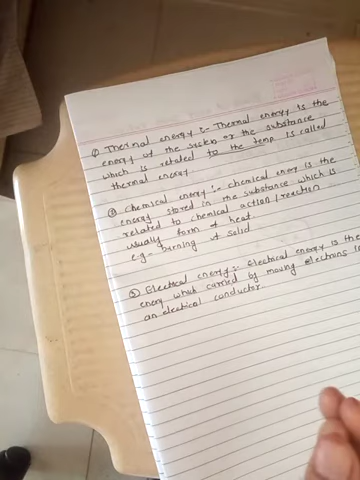 ① Thermal energy :- Thermal energy is the
energy of the system or the substance
which is related to the temp is called
thermal energy
② Chemical energy :- chemical enery is the
energy stored in the substance which is
related to chemical action / reaction
usually form of heat.
e.g - burning of solid
③ Electrical energy :- electrical energy is the
enery which carried by moving electrons in
an electrical conductor